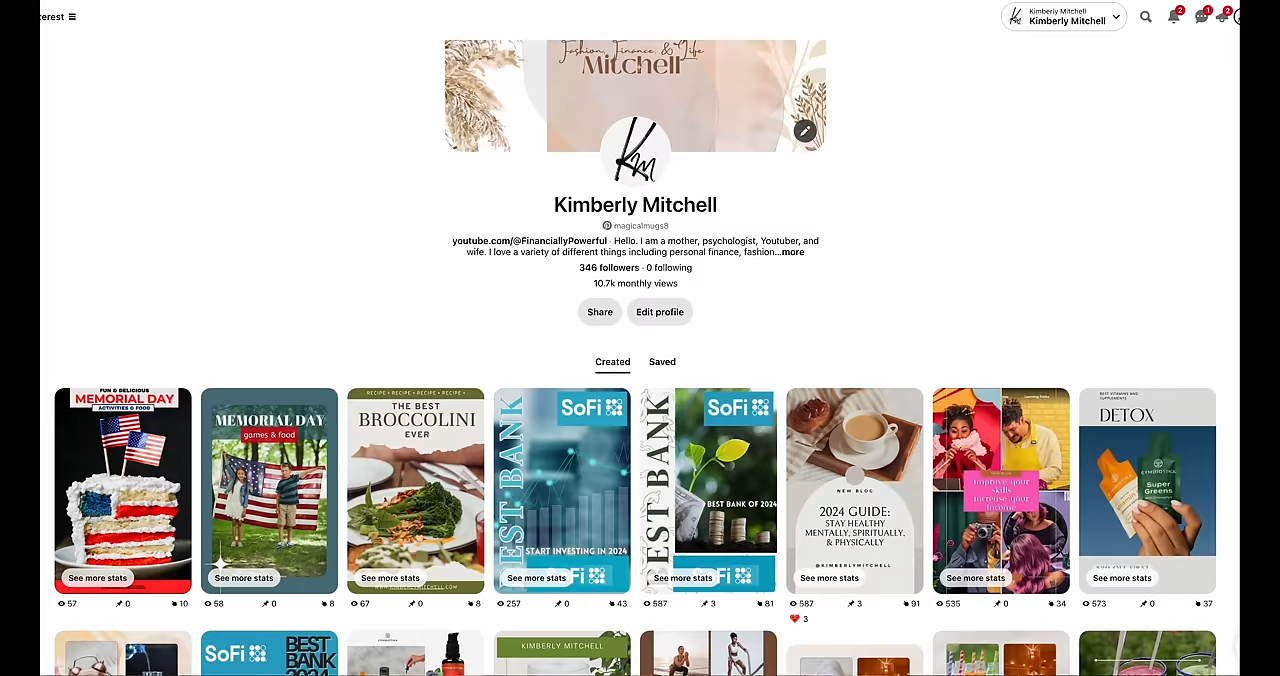 terest
Kimberly Mitchell
Kimberly Mitchell
2
1
2
Fashion, Finance, & Life
Mitchell
Km
Kimberly Mitchell
magicalmugs8
youtube.com/@FinanciallyPowerful · Hello. I am a mother, psychologist, Youtuber, and
wife. I love a variety of different things including personal finance, fashion...more
346 followers · 0 following
10.7k monthly views
Share
Edit profile
Created
Saved
FUN & DELICIOUS
MEMORIAL DAY
ACTIVITIES & FOOD
See more stats
57
0
10
MEMORIAL DAY
games & food
See more stats
58
0
8
RECIPE • RECIPE • RECIPE • RECIPE •
THE BEST
BROCCOLINI
EVER
See more stats
67
0
8
BEST BANK
SoFi
START INVESTING IN 2024
SoFi
See more stats
257
0
43
BEST BANK
SoFi
BEST BANK OF 2024
SoFi
See more stats
587
3
81
NEW BLOG
2024 GUIDE:
STAY HEALTHY
MENTALLY, SPIRITUALLY,
& PHYSICALLY
@KIMBERLYMITCHELL
See more stats
587
3
91
3
Learning Paths
Improve your
skills
increase your
income
See more stats
535
0
34
BEST VITAMINS AND
SUPPLEMENTS
DETOX
CYMBIOTIKA
Super
Greens
See more stats
573
0
37
SoFi
BEST
BANK
2024
KIMBERLY MITCHELL